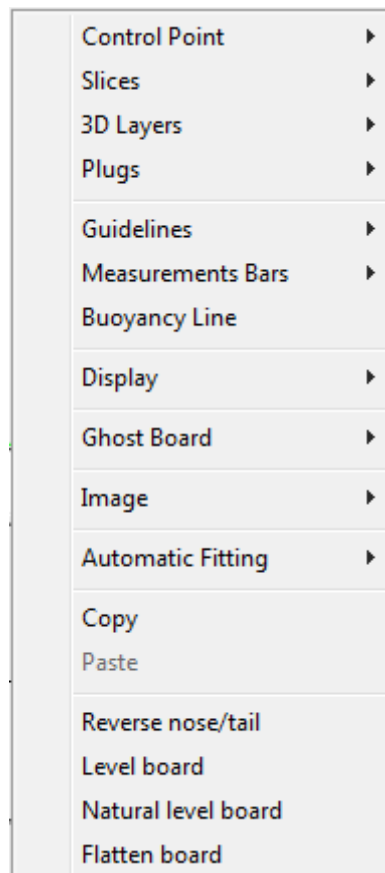 Control Point
Slices
3D Layers
Plugs
Guidelines
Measurements Bars
Buoyancy Line
Display
Ghost Board
Image
Automatic Fitting
Copy
Paste
Reverse nose/tail
Level board
Natural level board
Flatten board